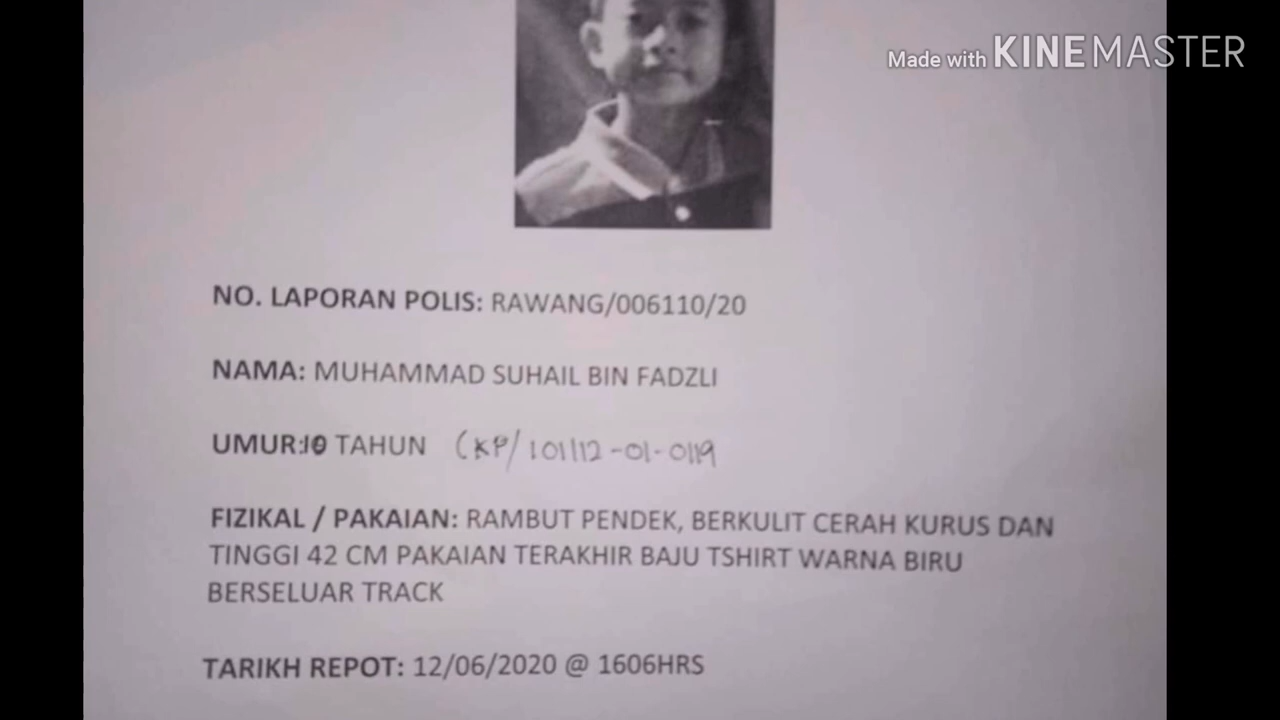 Made with KINEMASTER
NO. LAPORAN POLIS: RAWANG/006110/20
NAMA: MUHAMMAD SUHAIL BIN FADZLI
UMUR:10 TAHUN (KP/101112-01-0119
FIZIKAL / PAKAIAN: RAMBUT PENDEK, BERKULIT CERAH KURUS DAN
TINGGI 42 CM PAKAIAN TERAKHIR BAJU TSHIRT WARNA BIRU
BERSELUAR TRACK
TARIKH REPOT: 12/06/2020 @ 1606HRS